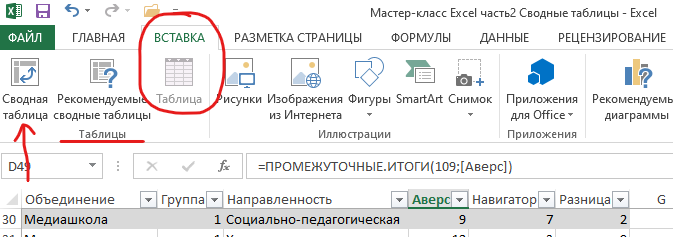 Мастер-класс Excel часть2 Сводные таблицы - Excel
ФАЙЛ ГЛАВНАЯ ВСТАВКА РАЗМЕТКА СТРАНИЦЫ ФОРМУЛЫ ДАННЫЕ РЕЦЕНЗИРОВАНИЕ
Сводная Рекомендуемые Таблица Рисунки Изображения Фигуры SmartArt Снимок Приложения Рекомендуемые
таблица сводные таблицы из Интернета для Office диаграммы
Таблицы Иллюстрации Приложения
D49 fx =ПРОМЕЖУТОЧНЫЕ.ИТОГИ(109;[Аверс])
Объединение Группа Направленность Аверс Навигатор Разница G
30 Медиашкола 1 Социально-педагогическая 9 7 2